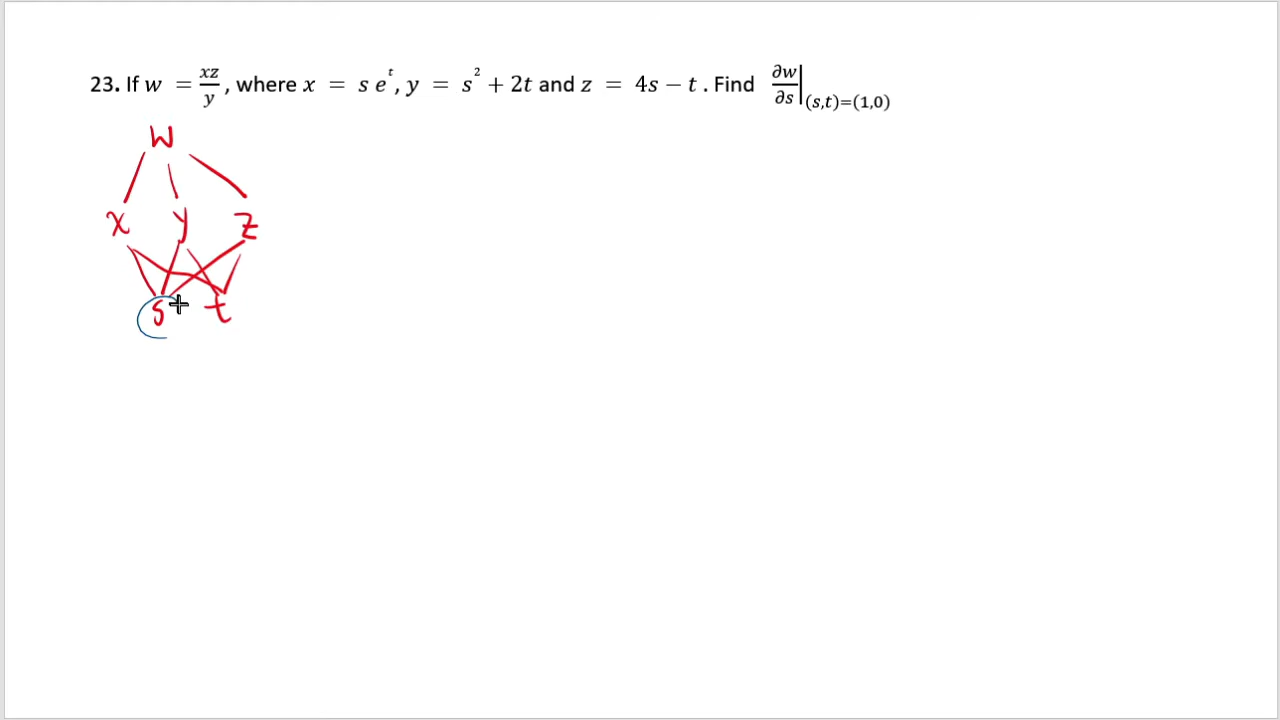 23. If w = xz/y, where x = s e^t, y = s^2 + 2t and z = 4s − t. Find ∂w/∂s|(s,t)=(1,0)
W
x y z
s t